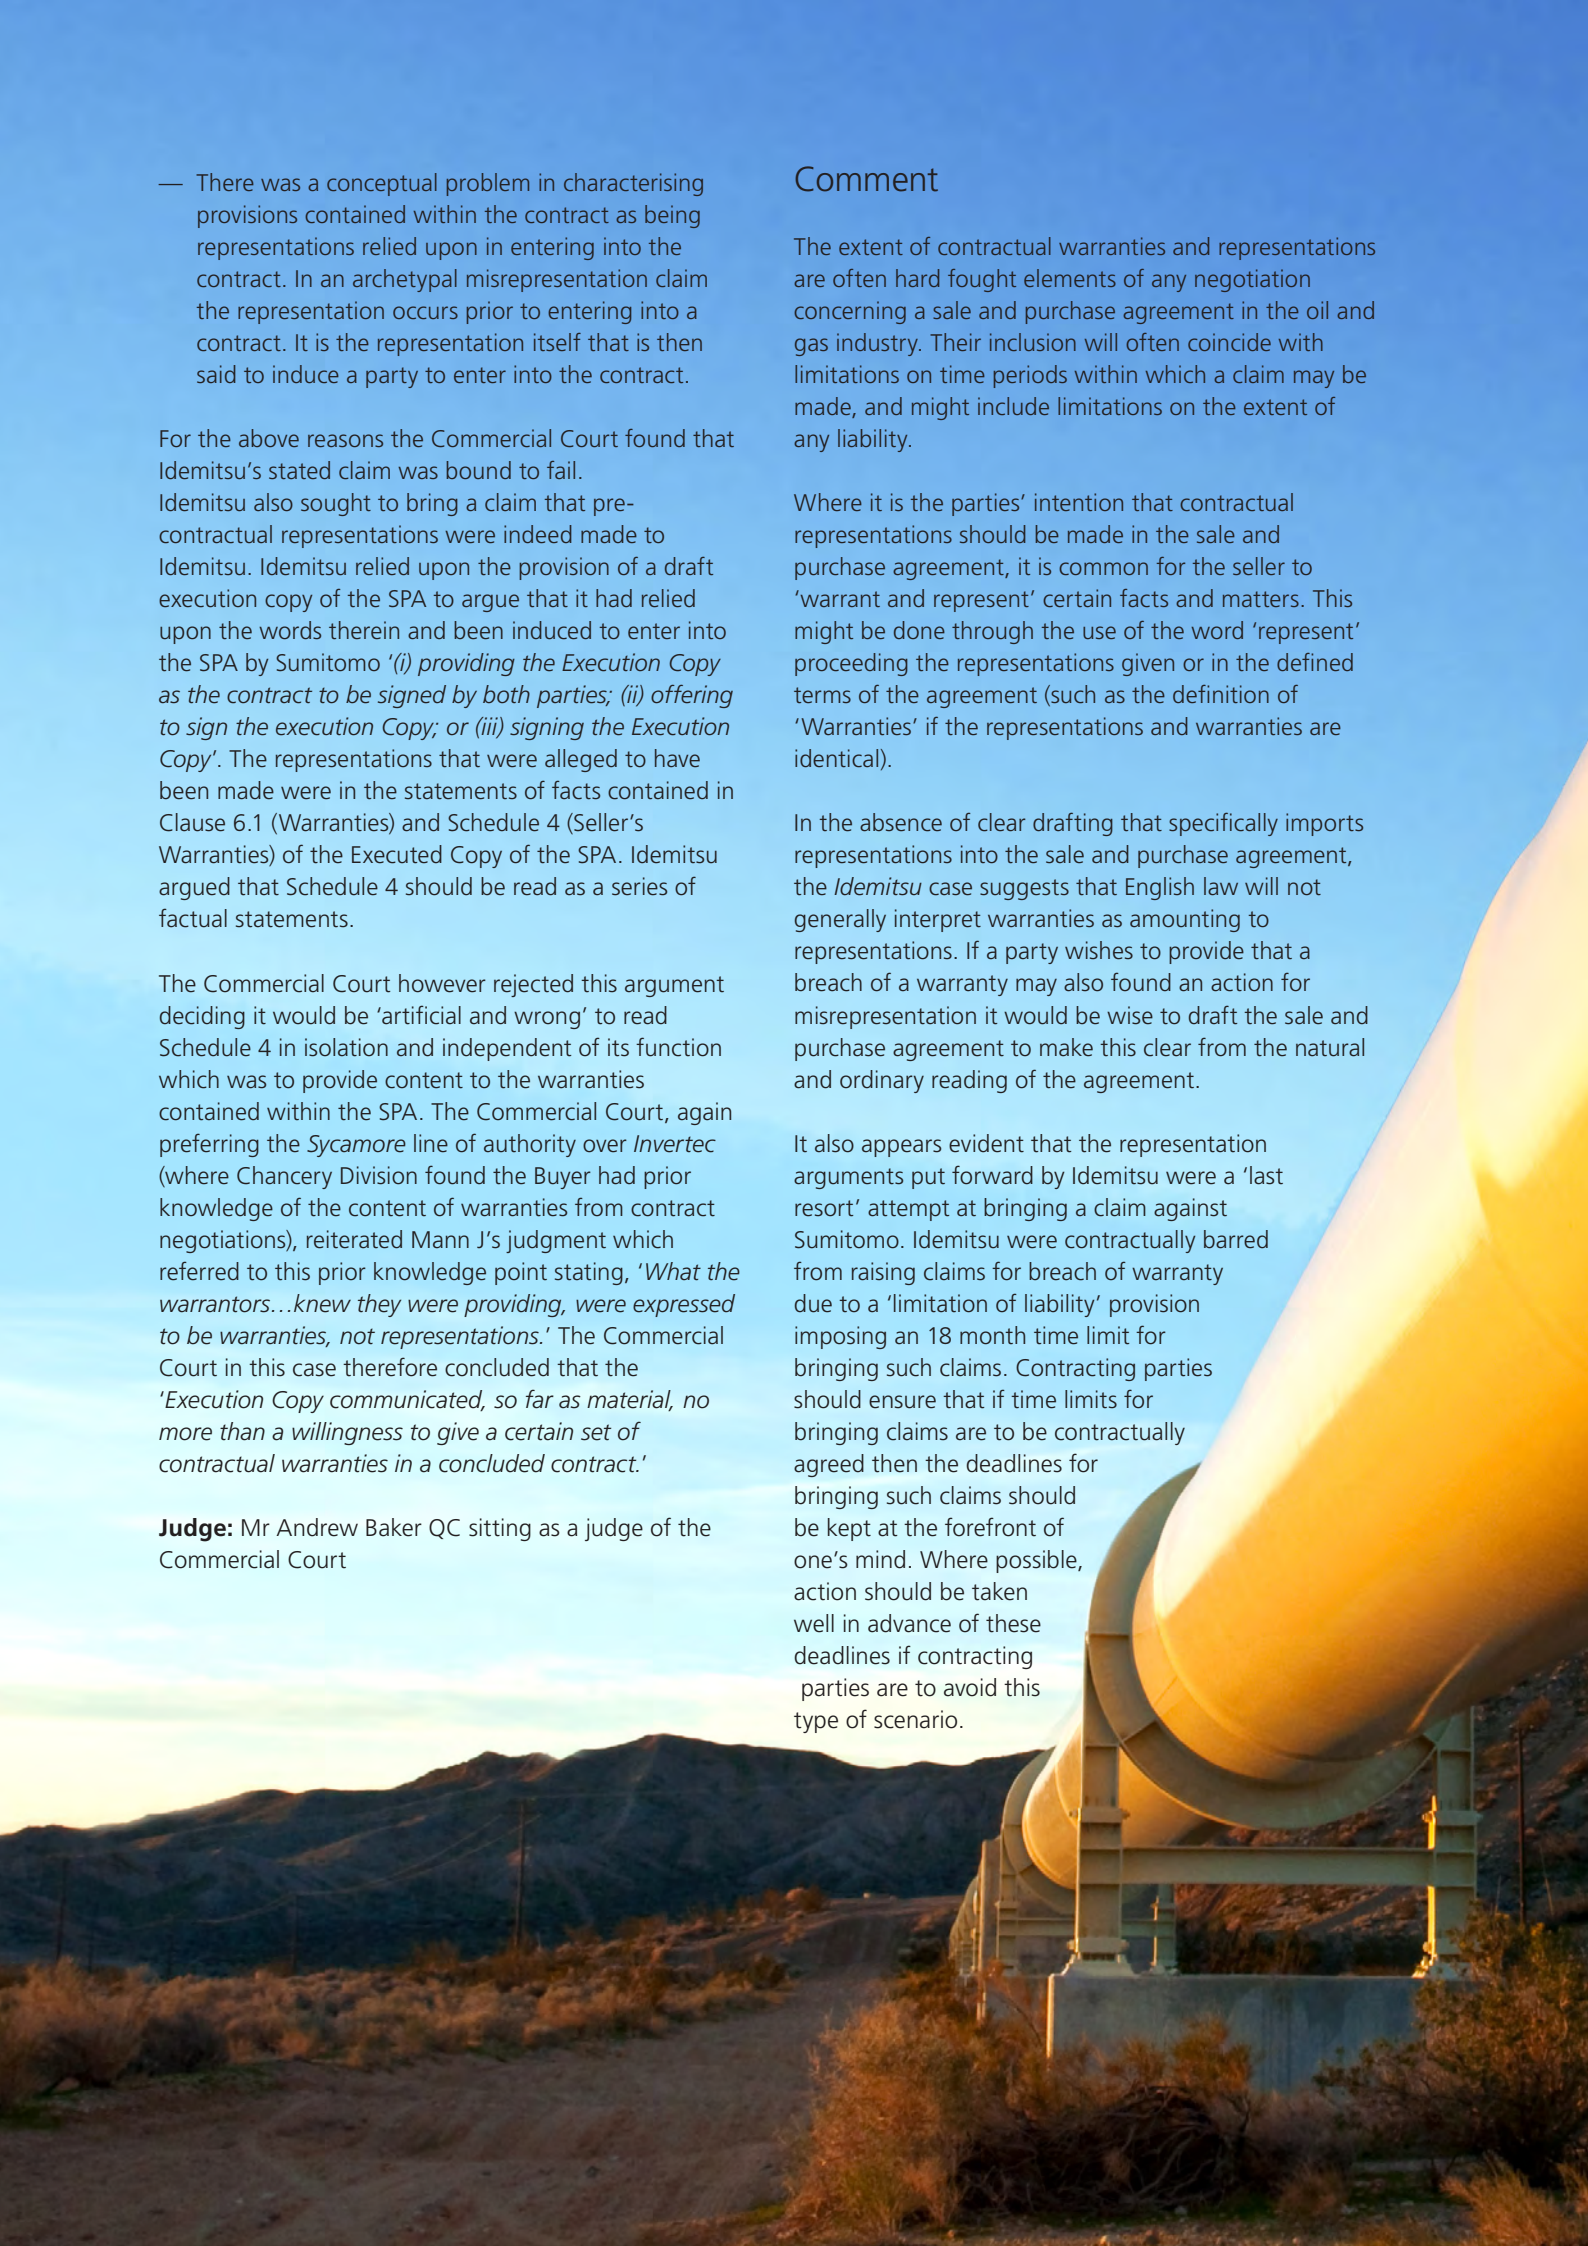 — There was a conceptual problem in characterising
provisions contained within the contract as being
representations relied upon in entering into the
contract. In an archetypal misrepresentation claim
the representation occurs prior to entering into a
contract. It is the representation itself that is then
said to induce a party to enter into the contract.
For the above reasons the Commercial Court found that
Idemitsu’s stated claim was bound to fail.
Idemitsu also sought to bring a claim that pre-
contractual representations were indeed made to
Idemitsu. Idemitsu relied upon the provision of a draft
execution copy of the SPA to argue that it had relied
upon the words therein and been induced to enter into
the SPA by Sumitomo ‘(i) providing the Execution Copy
as the contract to be signed by both parties; (ii) offering
to sign the execution Copy; or (iii) signing the Execution
Copy’. The representations that were alleged to have
been made were in the statements of facts contained in
Clause 6.1 (Warranties) and Schedule 4 (Seller’s
Warranties) of the Executed Copy of the SPA. Idemitsu
argued that Schedule 4 should be read as a series of
factual statements.
The Commercial Court however rejected this argument
deciding it would be ‘artificial and wrong’ to read
Schedule 4 in isolation and independent of its function
which was to provide content to the warranties
contained within the SPA. The Commercial Court, again
preferring the Sycamore line of authority over Invertec
(where Chancery Division found the Buyer had prior
knowledge of the content of warranties from contract
negotiations), reiterated Mann J’s judgment which
referred to this prior knowledge point stating, ‘What the
warrantors…knew they were providing, were expressed
to be warranties, not representations.’ The Commercial
Court in this case therefore concluded that the
‘Execution Copy communicated, so far as material, no
more than a willingness to give a certain set of
contractual warranties in a concluded contract.’
Judge: Mr Andrew Baker QC sitting as a judge of the
Commercial Court
Comment
The extent of contractual warranties and representations
are often hard fought elements of any negotiation
concerning a sale and purchase agreement in the oil and
gas industry. Their inclusion will often coincide with
limitations on time periods within which a claim may be
made, and might include limitations on the extent of
any liability.
Where it is the parties’ intention that contractual
representations should be made in the sale and
purchase agreement, it is common for the seller to
‘warrant and represent’ certain facts and matters. This
might be done through the use of the word ‘represent’
proceeding the representations given or in the defined
terms of the agreement (such as the definition of
‘Warranties’ if the representations and warranties are
identical).
In the absence of clear drafting that specifically imports
representations into the sale and purchase agreement,
the Idemitsu case suggests that English law will not
generally interpret warranties as amounting to
representations. If a party wishes to provide that a
breach of a warranty may also found an action for
misrepresentation it would be wise to draft the sale and
purchase agreement to make this clear from the natural
and ordinary reading of the agreement.
It also appears evident that the representation
arguments put forward by Idemitsu were a ‘last
resort’ attempt at bringing a claim against
Sumitomo. Idemitsu were contractually barred
from raising claims for breach of warranty
due to a ‘limitation of liability’ provision
imposing an 18 month time limit for
bringing such claims. Contracting parties
should ensure that if time limits for
bringing claims are to be contractually
agreed then the deadlines for
bringing such claims should
be kept at the forefront of
one’s mind. Where possible,
action should be taken
well in advance of these
deadlines if contracting
parties are to avoid this
type of scenario.